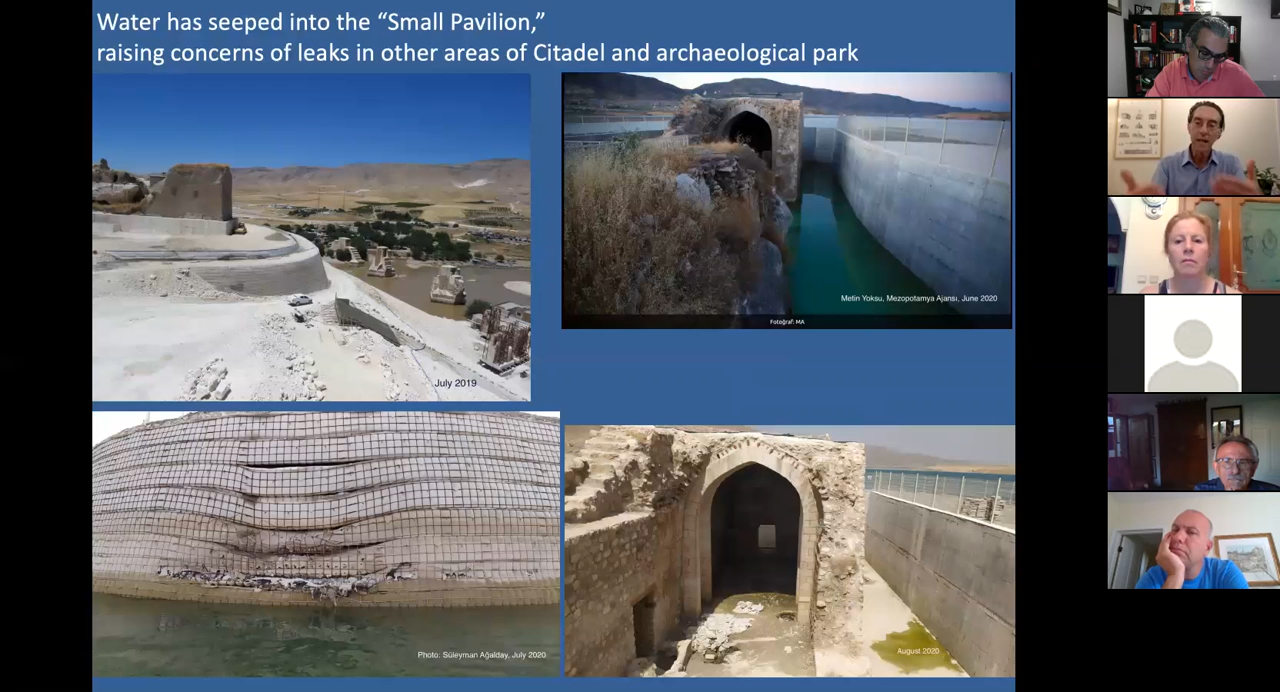 Water has seeped into the “Small Pavilion,”
raising concerns of leaks in other areas of Citadel and archaeological park
July 2019
Metin Yoksu, Mezopotamya Ajansı, June 2020
Fotoğraf: MA
Photo: Süleyman Ağalday, July 2020
August 2020